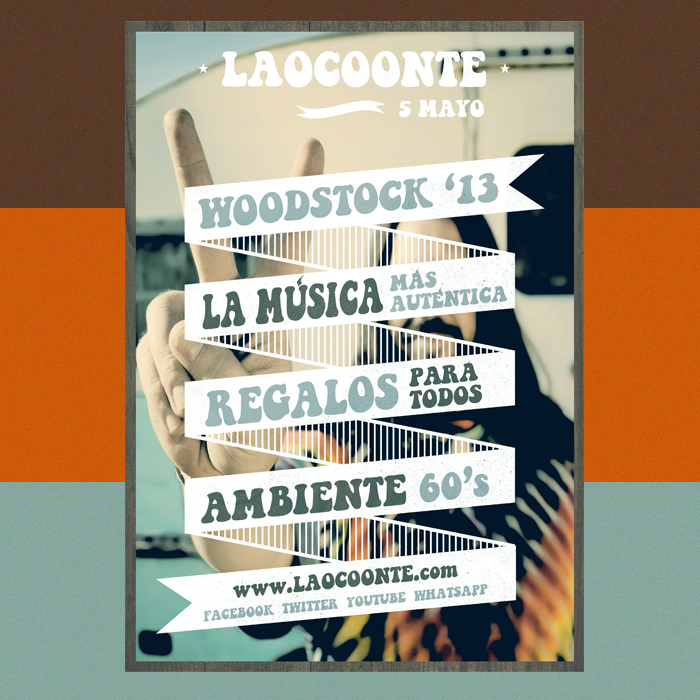 LAOCOONTE
5 MAYO
WOODSTOCK ‘13
LA MÚSICA MÁS AUTÉNTICA
REGALOS PARA TODOS
AMBIENTE 60’s
www.LAOCOONTE.com
FACEBOOK TWITTER YOUTUBE WHATSAPP